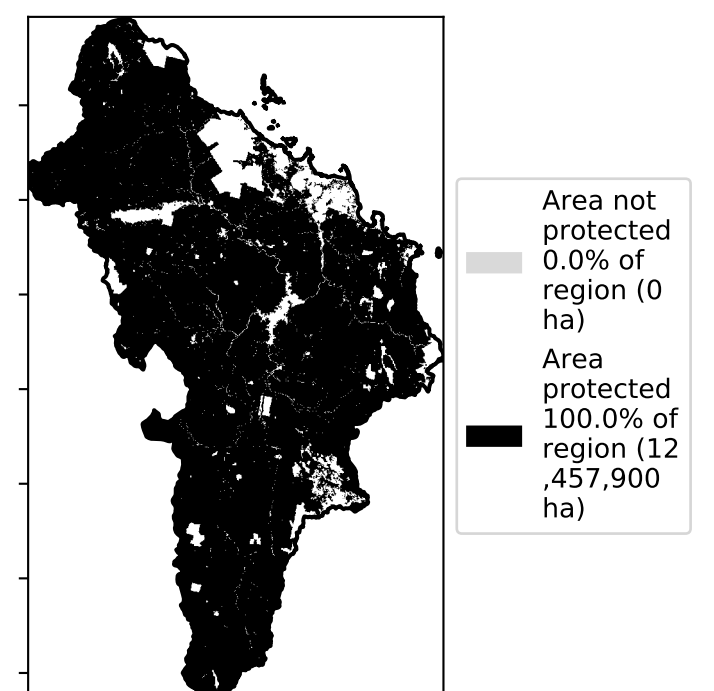 Area not
protected
0.0% of
region (0
ha)
Area
protected
100.0% of
region (12
,457,900
ha)